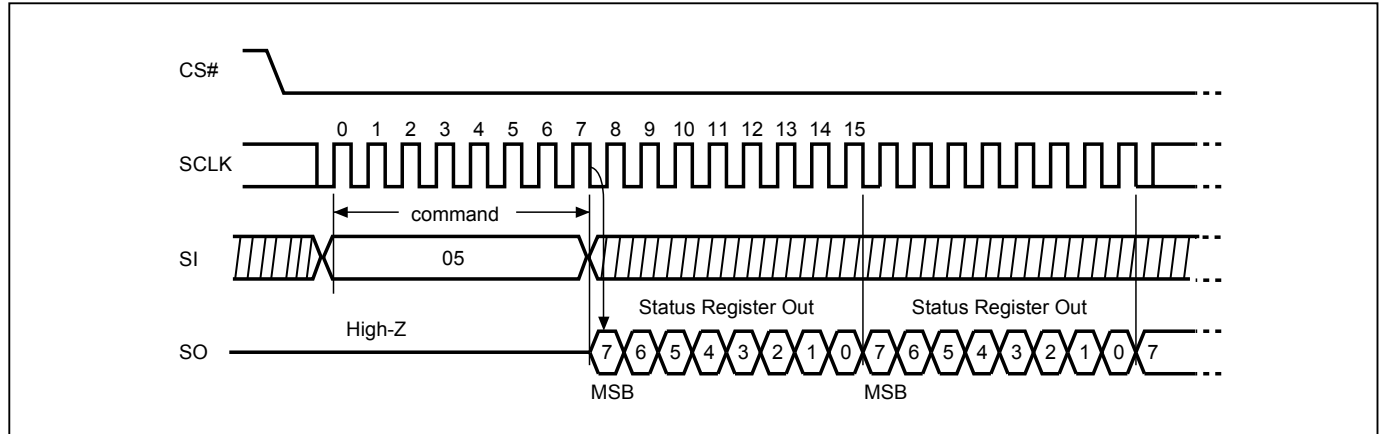 CS#
0 1 2 3 4 5 6 7 8 9 10 11 12 13 14 15
SCLK
command
SI
05
Status Register Out Status Register Out
High-Z
SO
7 6 5 4 3 2 1 0 7 6 5 4 3 2 1 0 7
MSB MSB